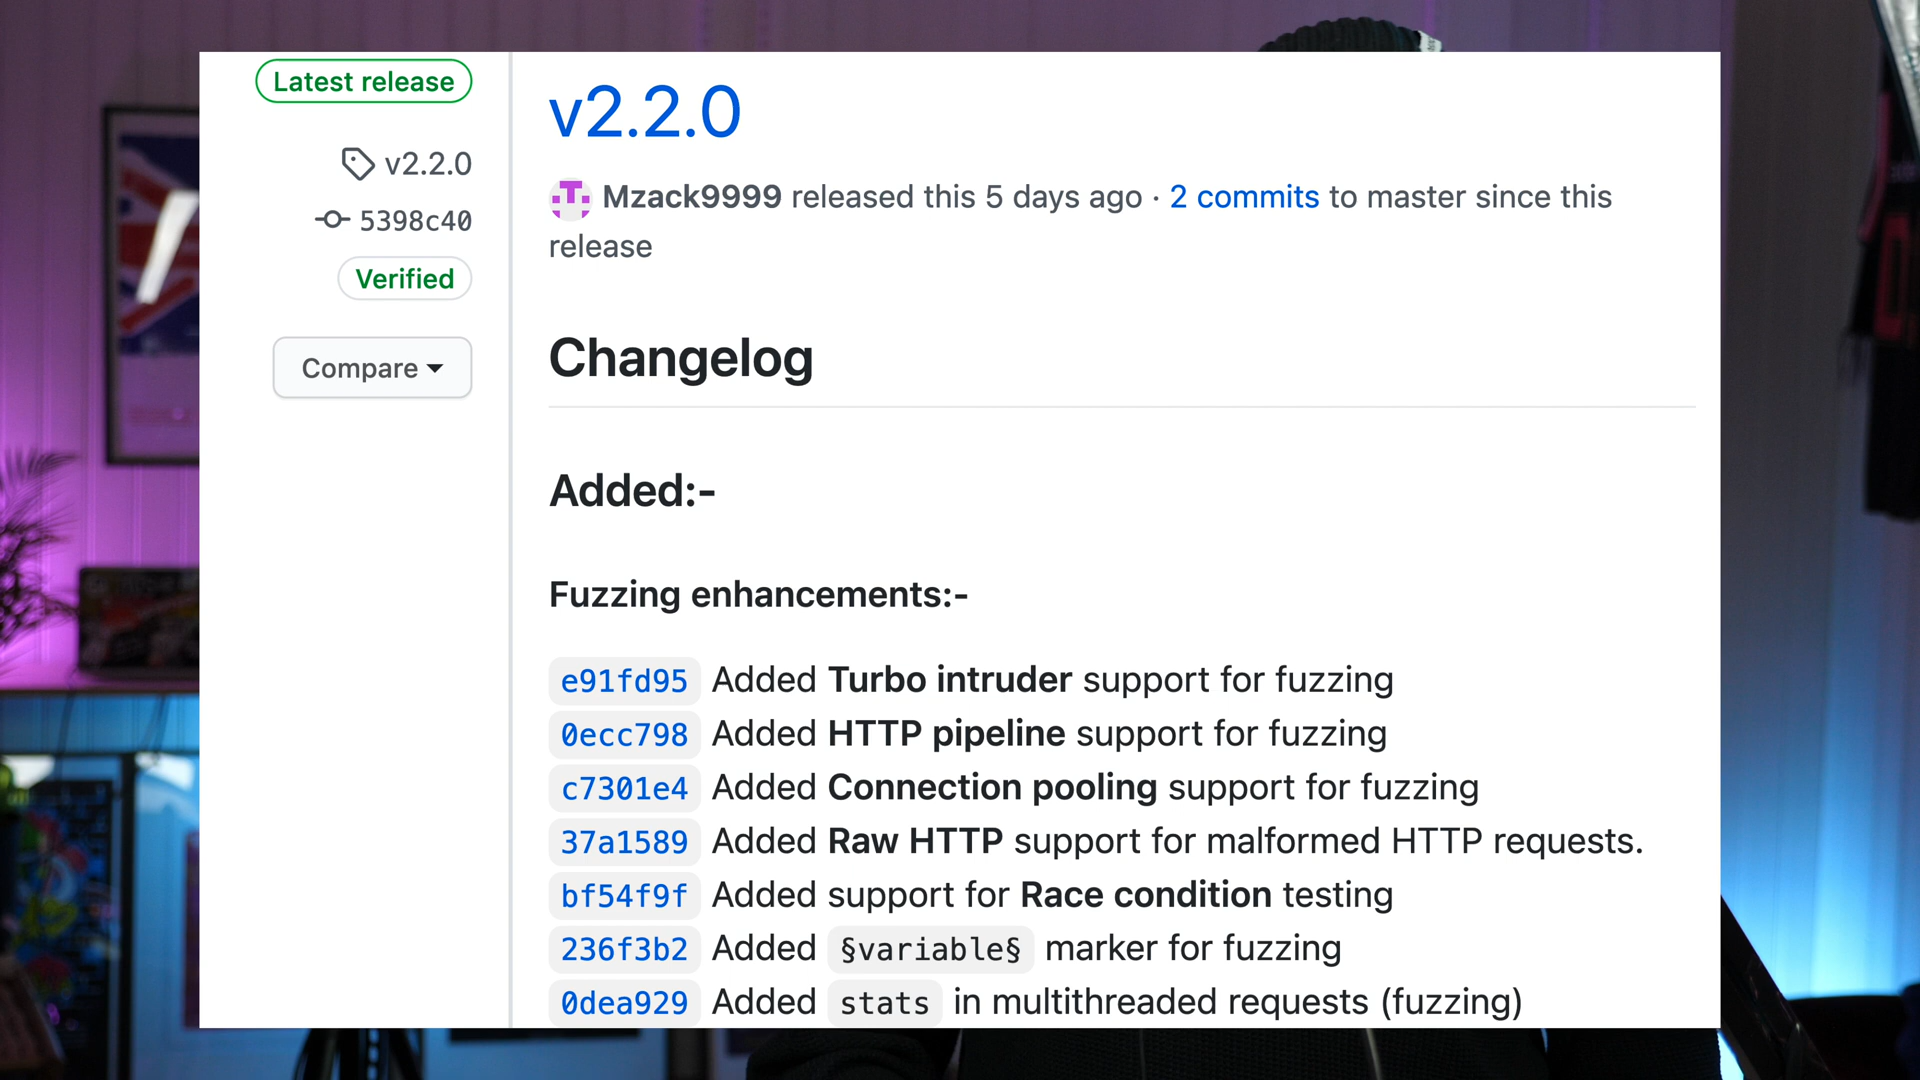 Latest release
v2.2.0
5398c40
Verified
Compare
v2.2.0
Mzack9999 released this 5 days ago · 2 commits to master since this
release
Changelog
Added:-
Fuzzing enhancements:-
e91fd95 Added Turbo intruder support for fuzzing
0ecc798 Added HTTP pipeline support for fuzzing
c7301e4 Added Connection pooling support for fuzzing
37a1589 Added Raw HTTP support for malformed HTTP requests.
bf54f9f Added support for Race condition testing
236f3b2 Added §variable§ marker for fuzzing
0dea929 Added stats in multithreaded requests (fuzzing)